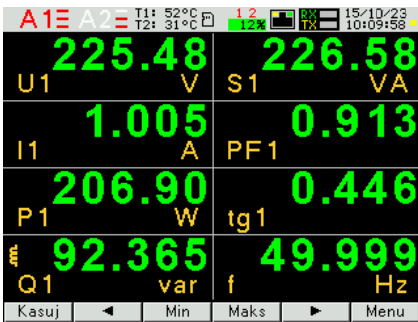 A1 A2 T1: 52°C 1 2 RX 15/10/23
T2: 31°C 12% TX 10:09:58
225.48 226.58
U1 V S1 VA
1.005 0.913
I1 A PF1
206.90 0.446
P1 W tg1
92.365 49.999
Q1 var f Hz
Kasuj ◄ Min Maks ► Menu